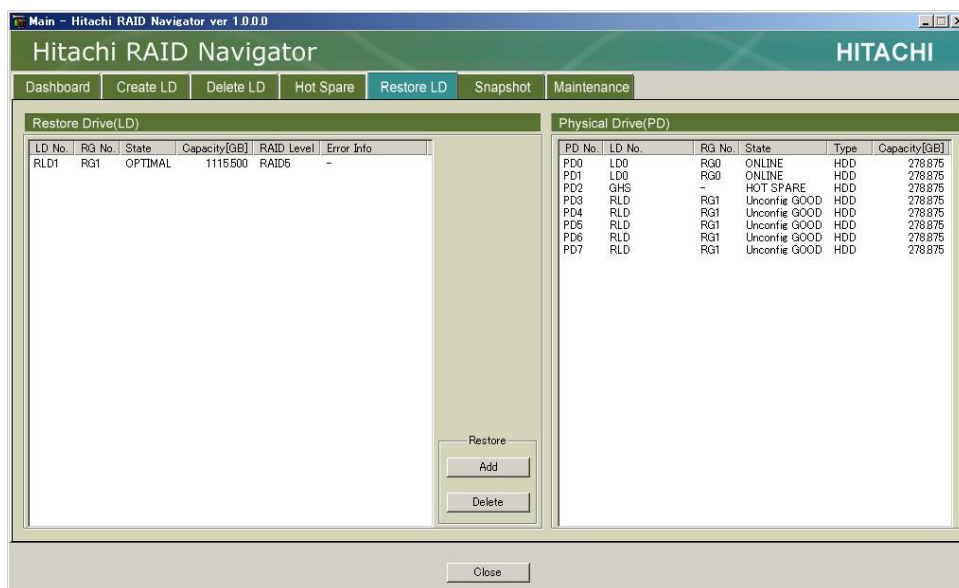 Main - Hitachi RAID Navigator ver 1.0.0.0
Hitachi RAID Navigator
HITACHI
Dashboard Create LD Delete LD Hot Spare Restore LD Snapshot Maintenance
Restore Drive(LD)
LD No. RG No. State Capacity[GB] RAID Level Error Info
RLD1 RG1 OPTIMAL 1115.500 RAID5 -
Restore
Add
Delete
Physical Drive(PD)
PD No. LD No. RG No. State Type Capacity[GB]
PD0 LD0 RG0 ONLINE HDD 278.875
PD1 LD0 RG0 ONLINE HDD 278.875
PD2 GHS - HOT SPARE HDD 278.875
PD3 RLD RG1 Unconfig GOOD HDD 278.875
PD4 RLD RG1 Unconfig GOOD HDD 278.875
PD5 RLD RG1 Unconfig GOOD HDD 278.875
PD6 RLD RG1 Unconfig GOOD HDD 278.875
PD7 RLD RG1 Unconfig GOOD HDD 278.875
Close